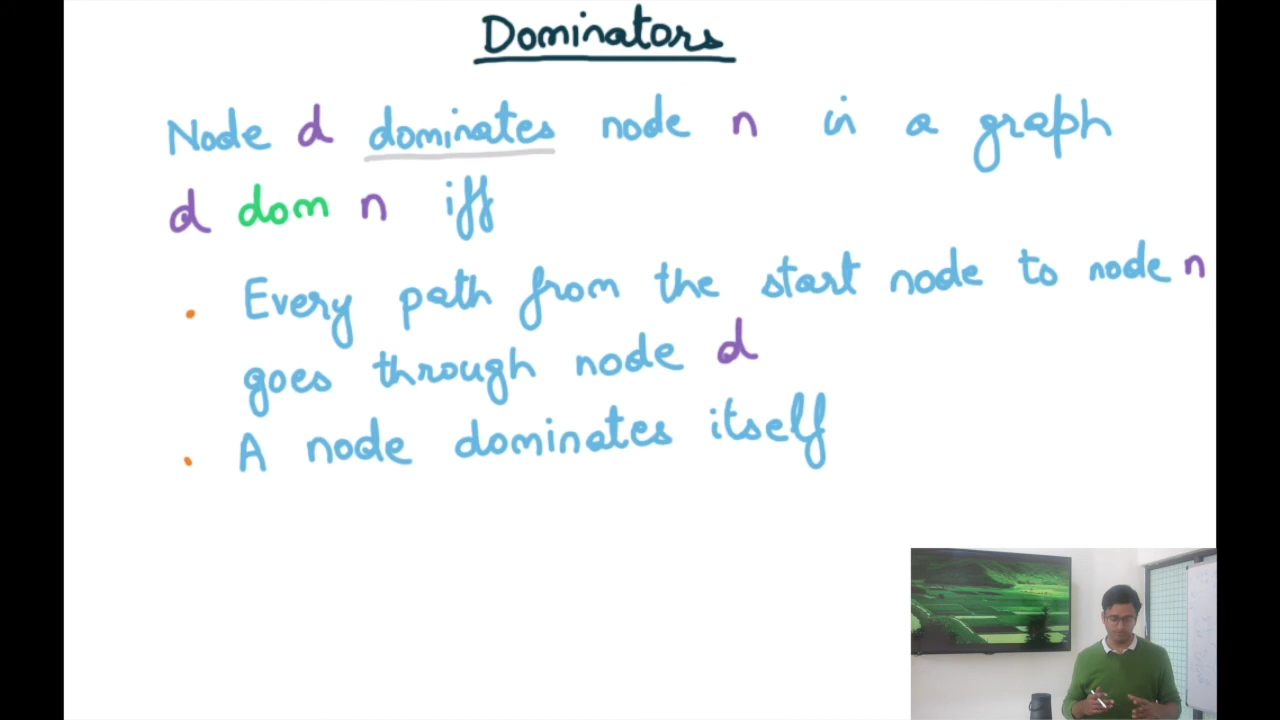 Dominators
Node d dominates node n in a graph
d dom n iff
• Every path from the start node to node n
goes through node d
• A node dominates itself